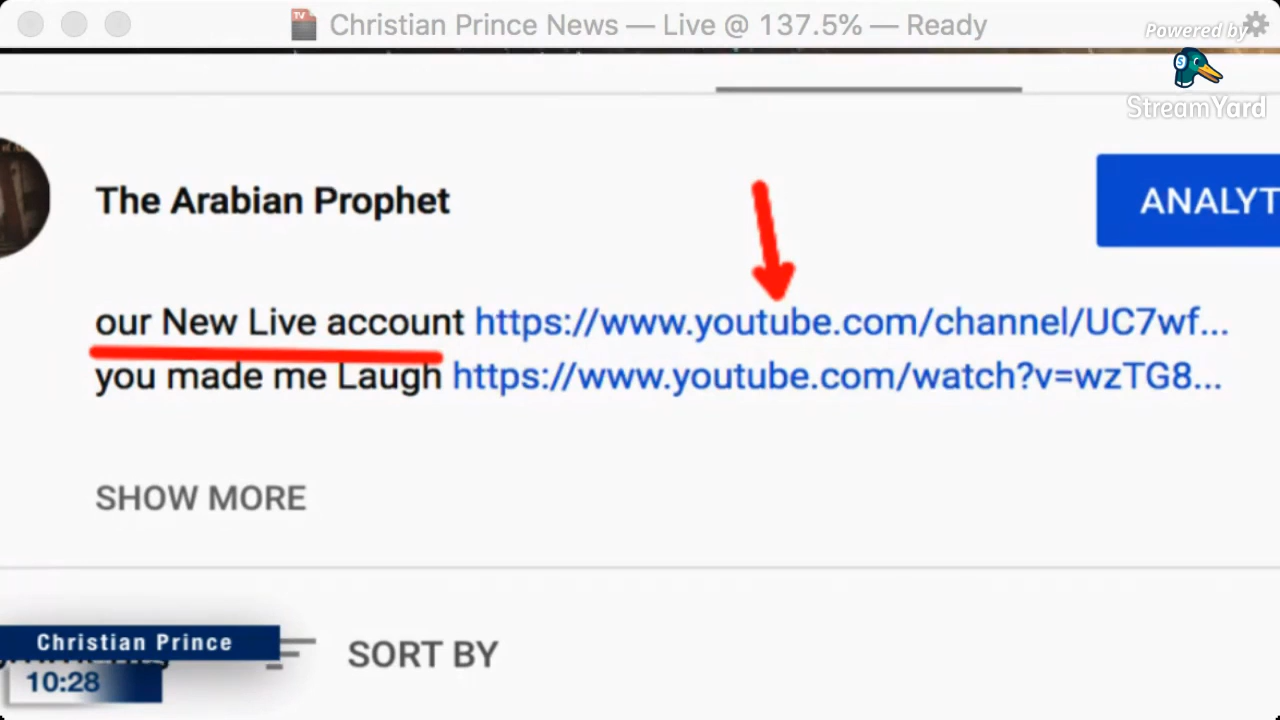 TV Christian Prince News — Live @ 137.5% — Ready
Powered by
S
StreamYard
The Arabian Prophet
ANALYT
our New Live account https://www.youtube.com/channel/UC7wf...
you made me Laugh https://www.youtube.com/watch?v=wzTG8...
SHOW MORE
Christian Prince
SORT BY
10:28